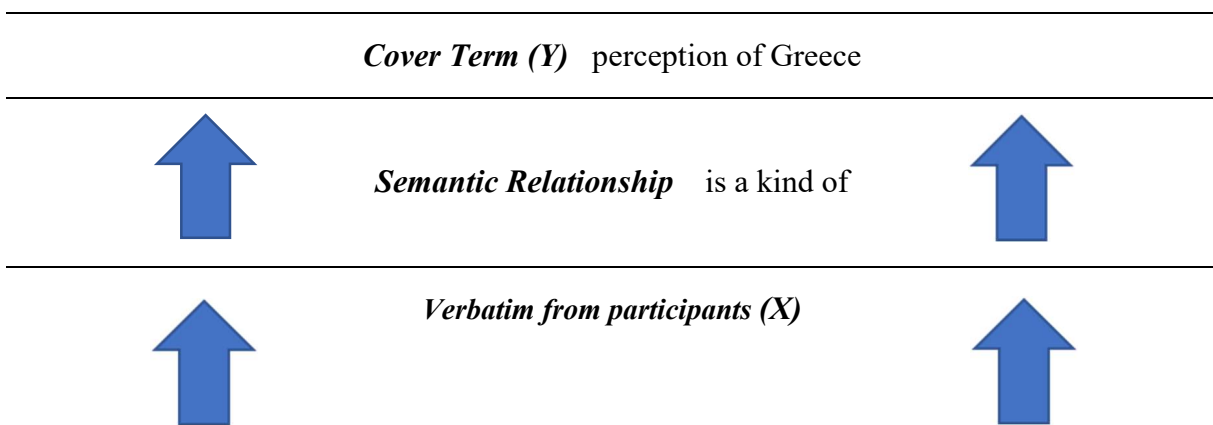 Cover Term (Y) perception of Greece
Semantic Relationship is a kind of
Verbatim from participants (X)